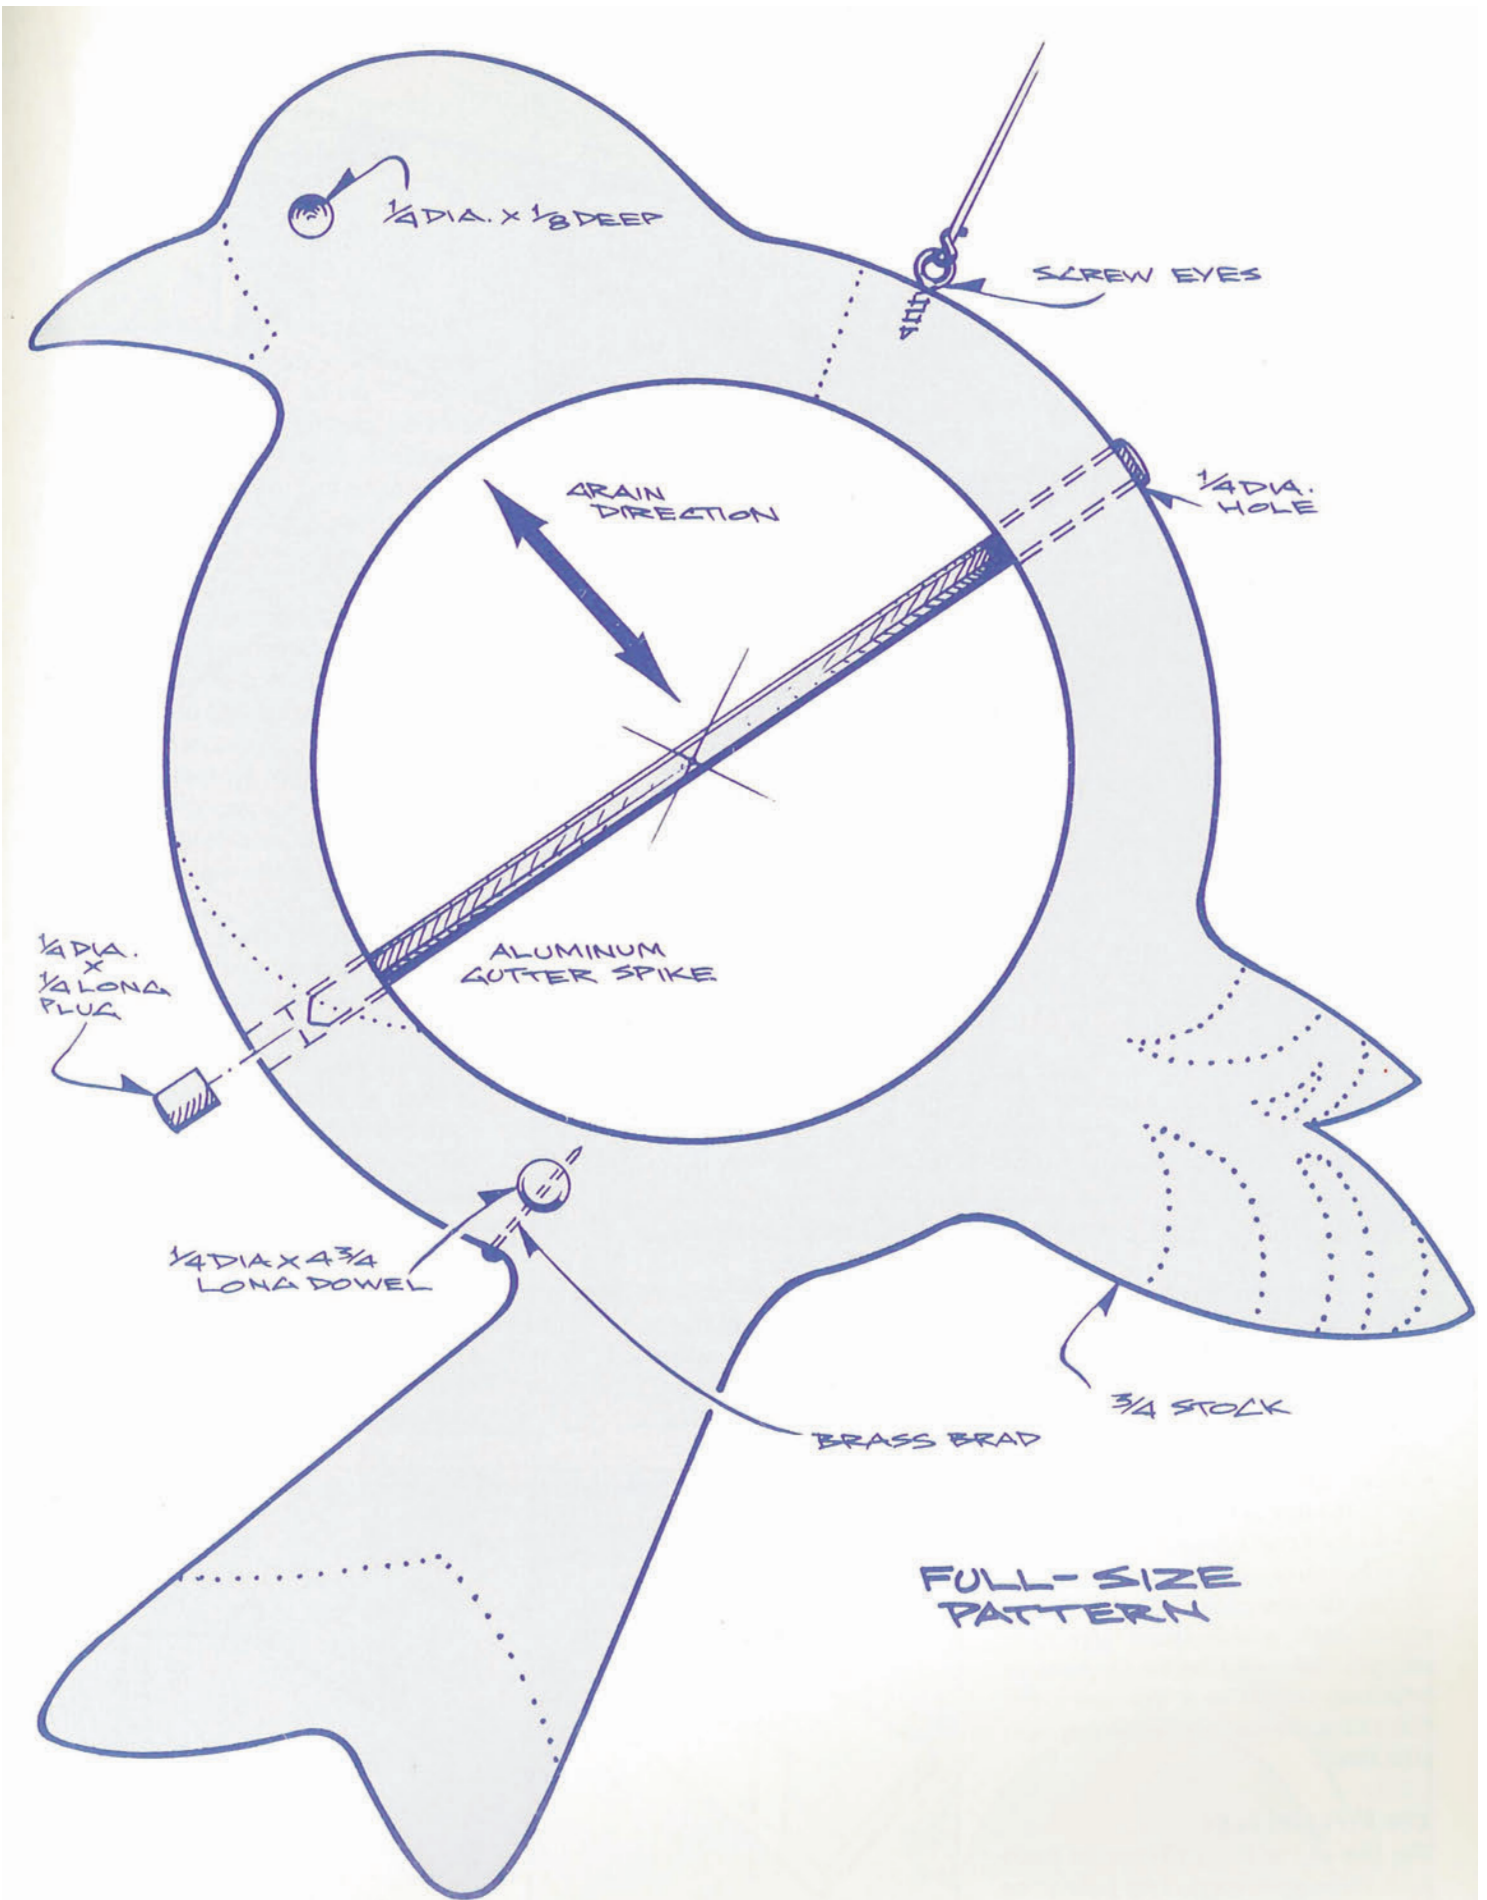 1/4 DIA. X 1/8 DEEP
SCREW EYES
GRAIN
DIRECTION
1/4 DIA.
HOLE
1/4 DIA.
X
1/4 LONG
PLUG
ALUMINUM
GUTTER SPIKE
1/4 DIA X 4 3/4
LONG DOWEL
3/4 STOCK
BRASS BRAD
FULL-SIZE
PATTERN